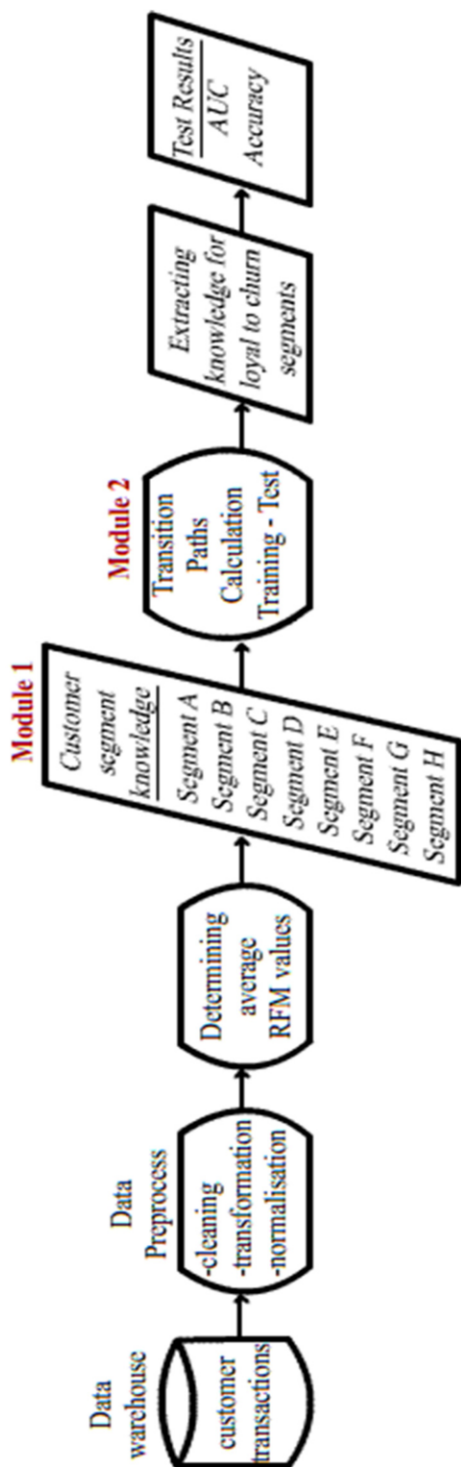 Data
warehouse
customer
transactions
Data
Preprocess
-cleaning
-transformation
-normalisation
Determining
average
RFM values
Module 1
Customer
segment
knowledge
Segment A
Segment B
Segment C
Segment D
Segment E
Segment F
Segment G
Segment H
Module 2
Transition
Paths
Calculation
Training - Test
Extracting
knowledge for
loyal to churn
segments
Test Results
AUC
Accuracy